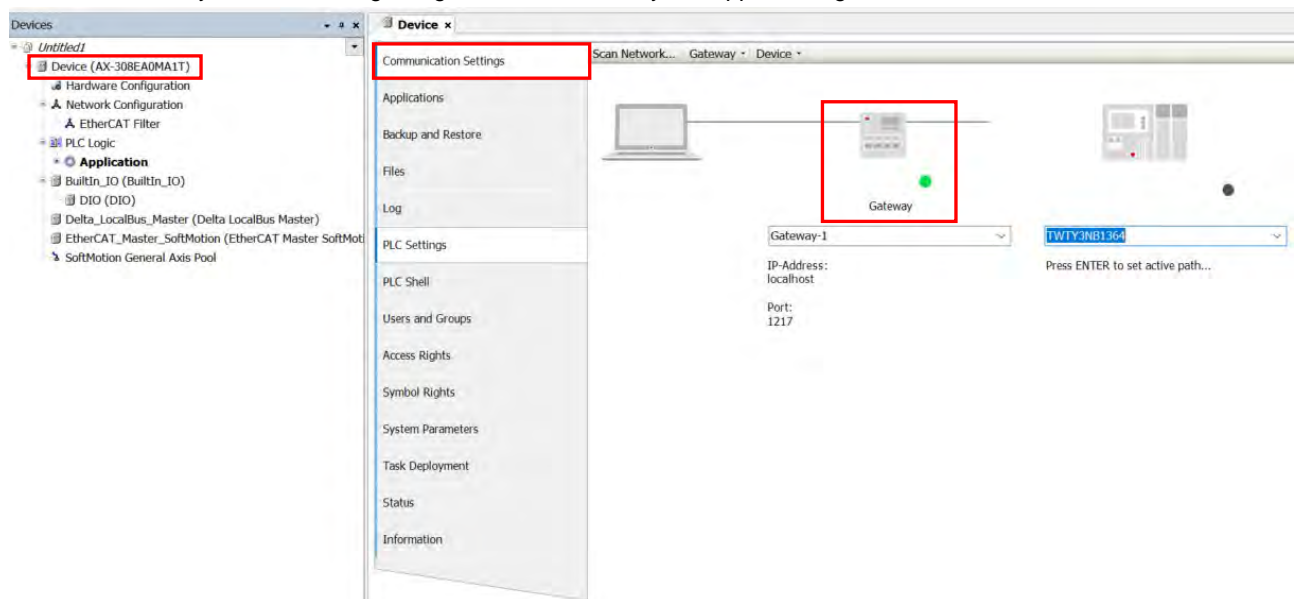 Devices
Untitled1
Device (AX-308EA0MA1T)
Hardware Configuration
Network Configuration
EtherCAT Filter
PLC Logic
Application
BuiltIn_IO (BuiltIn_IO)
DIO (DIO)
Delta_LocalBus_Master (Delta LocalBus Master)
EtherCAT_Master_SoftMotion (EtherCAT Master SoftMoti
SoftMotion General Axis Pool
Device x
Communication Settings
Applications
Backup and Restore
Files
Log
PLC Settings
PLC Shell
Users and Groups
Access Rights
Symbol Rights
System Parameters
Task Deployment
Status
Information
Scan Network... Gateway Device
Gateway
Gateway-1
IP-Address:
localhost
Port:
1217
TWTY3NB1364
Press ENTER to set active path...